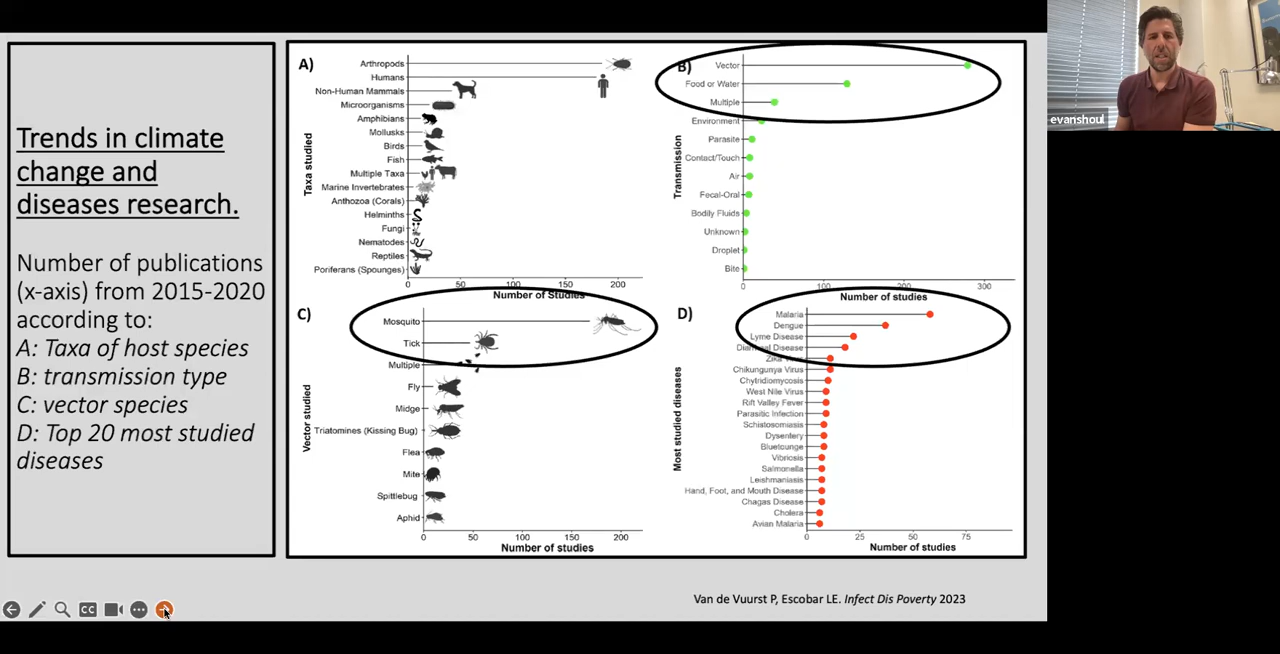 Trends in climate
change and
diseases research.
Number of publications
(x-axis) from 2015-2020
according to:
A: Taxa of host species
B: transmission type
C: vector species
D: Top 20 most studied
diseases
A)
Taxa studied
Arthropods
Humans
Non-Human Mammals
Microorganisms
Amphibians
Mollusks
Birds
Fish
Multiple Taxa
Marine Invertebrates
Anthozoa (Corals)
Helminths
Fungi
Nematodes
Reptiles
Poriferans (Spounges)
0 50 100 150 200
Number of Studies
B)
Transmission
Vector
Food or Water
Multiple
Environment
Parasite
Contact/Touch
Air
Fecal-Oral
Bodily Fluids
Unknown
Droplet
Bite
0 100 200 300
Number of studies
C)
Vector studied
Mosquito
Tick
Multiple
Fly
Midge
Triatomines (Kissing Bug)
Flea
Mite
Spittlebug
Aphid
0 50 100 150 200
Number of studies
D)
Most studied diseases
Malaria
Dengue
Lyme Disease
Diarrheal Disease
Zika Virus
Chikungunya Virus
Chytridiomycosis
West Nile Virus
Rift Valley Fever
Parasitic Infection
Schistosomiasis
Dysentery
Bluetounge
Vibriosis
Salmonella
Leishmaniasis
Hand, Foot, and Mouth Disease
Chagas Disease
Cholera
Avian Malaria
0 25 50 75
Number of studies
Van de Vuurst P, Escobar LE. Infect Dis Poverty 2023
CC
evanshoul